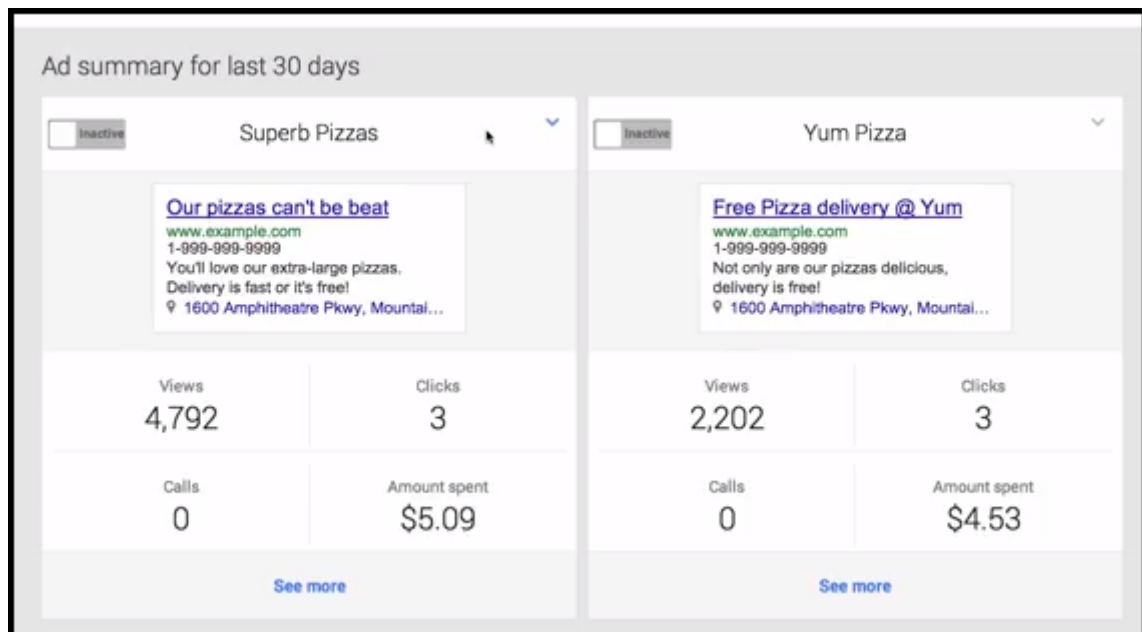 Ad summary for last 30 days
Inactive
Superb Pizzas
Our pizzas can't be beat
www.example.com
1-999-999-9999
You'll love our extra-large pizzas.
Delivery is fast or it's free!
1600 Amphitheatre Pkwy, Mountai...
Views
4,792
Clicks
3
Calls
0
Amount spent
$5.09
See more
Inactive
Yum Pizza
Free Pizza delivery @ Yum
www.example.com
1-999-999-9999
Not only are our pizzas delicious,
delivery is free!
1600 Amphitheatre Pkwy, Mountai...
Views
2,202
Clicks
3
Calls
0
Amount spent
$4.53
See more